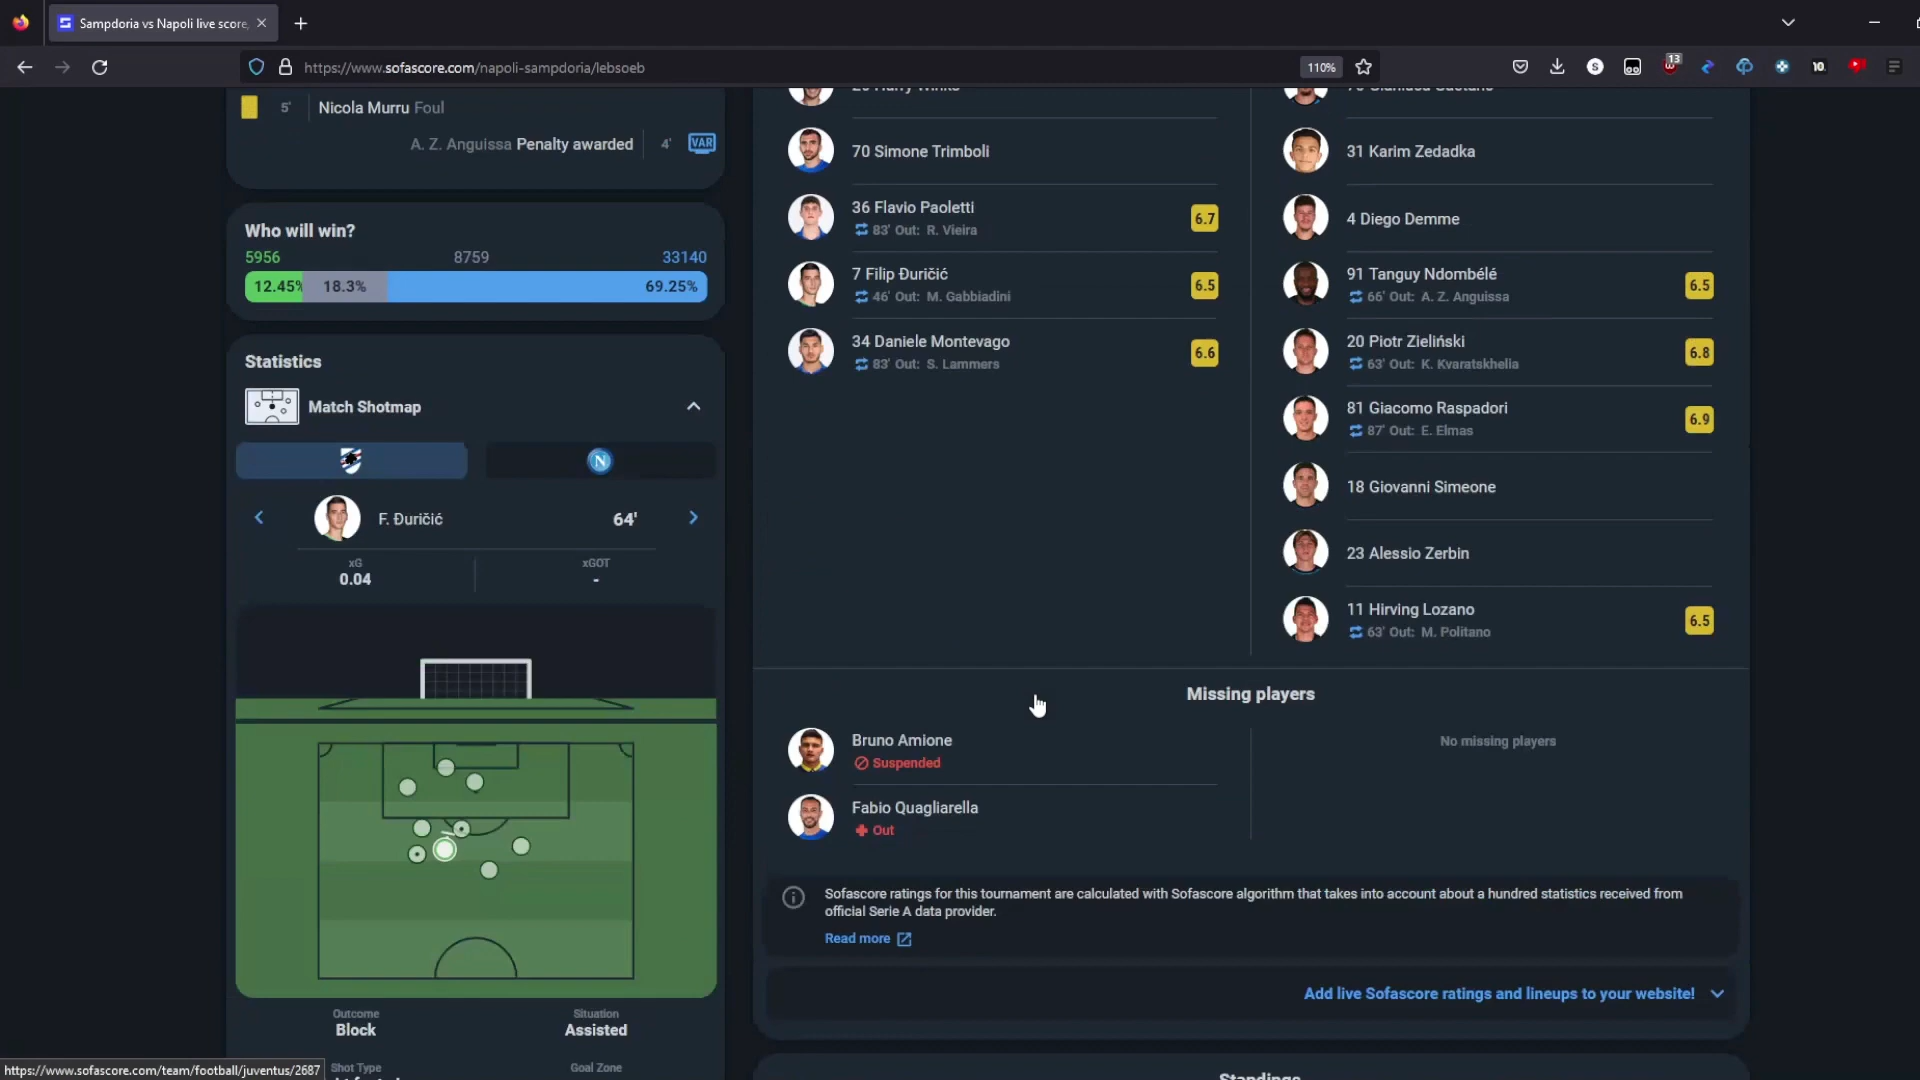 Sampdoria vs Napoli live score,
https://www.sofascore.com/napoli-sampdoria/lebsoeb
110%
S
13
10.
5' Nicola Murru Foul
A. Z. Anguissa Penalty awarded 4' VAR
Who will win?
5956 8759 33140
12.45% 18.3% 69.25%
Statistics
Match Shotmap
N
F. Đuričić 64'
xG xGOT
0.04 -
Outcome Situation
Block Assisted
Shot Type Goal Zone
20 Harry Winks
70 Simone Trimboli
36 Flavio Paoletti 6.7
83' Out: R. Vieira
7 Filip Đuričić 6.5
46' Out: M. Gabbiadini
34 Daniele Montevago 6.6
83' Out: S. Lammers
70 Gianluca Gaetano
31 Karim Zedadka
4 Diego Demme
91 Tanguy Ndombélé 6.5
66' Out: A. Z. Anguissa
20 Piotr Zieliński 6.8
63' Out: K. Kvaratskhelia
81 Giacomo Raspadori 6.9
87' Out: E. Elmas
18 Giovanni Simeone
23 Alessio Zerbin
11 Hirving Lozano 6.5
63' Out: M. Politano
Missing players
Bruno Amione
Suspended
Fabio Quagliarella
Out
No missing players
Sofascore ratings for this tournament are calculated with Sofascore algorithm that takes into account about a hundred statistics received from
official Serie A data provider.
Read more
Add live Sofascore ratings and lineups to your website!
Standings
https://www.sofascore.com/team/football/juventus/2687